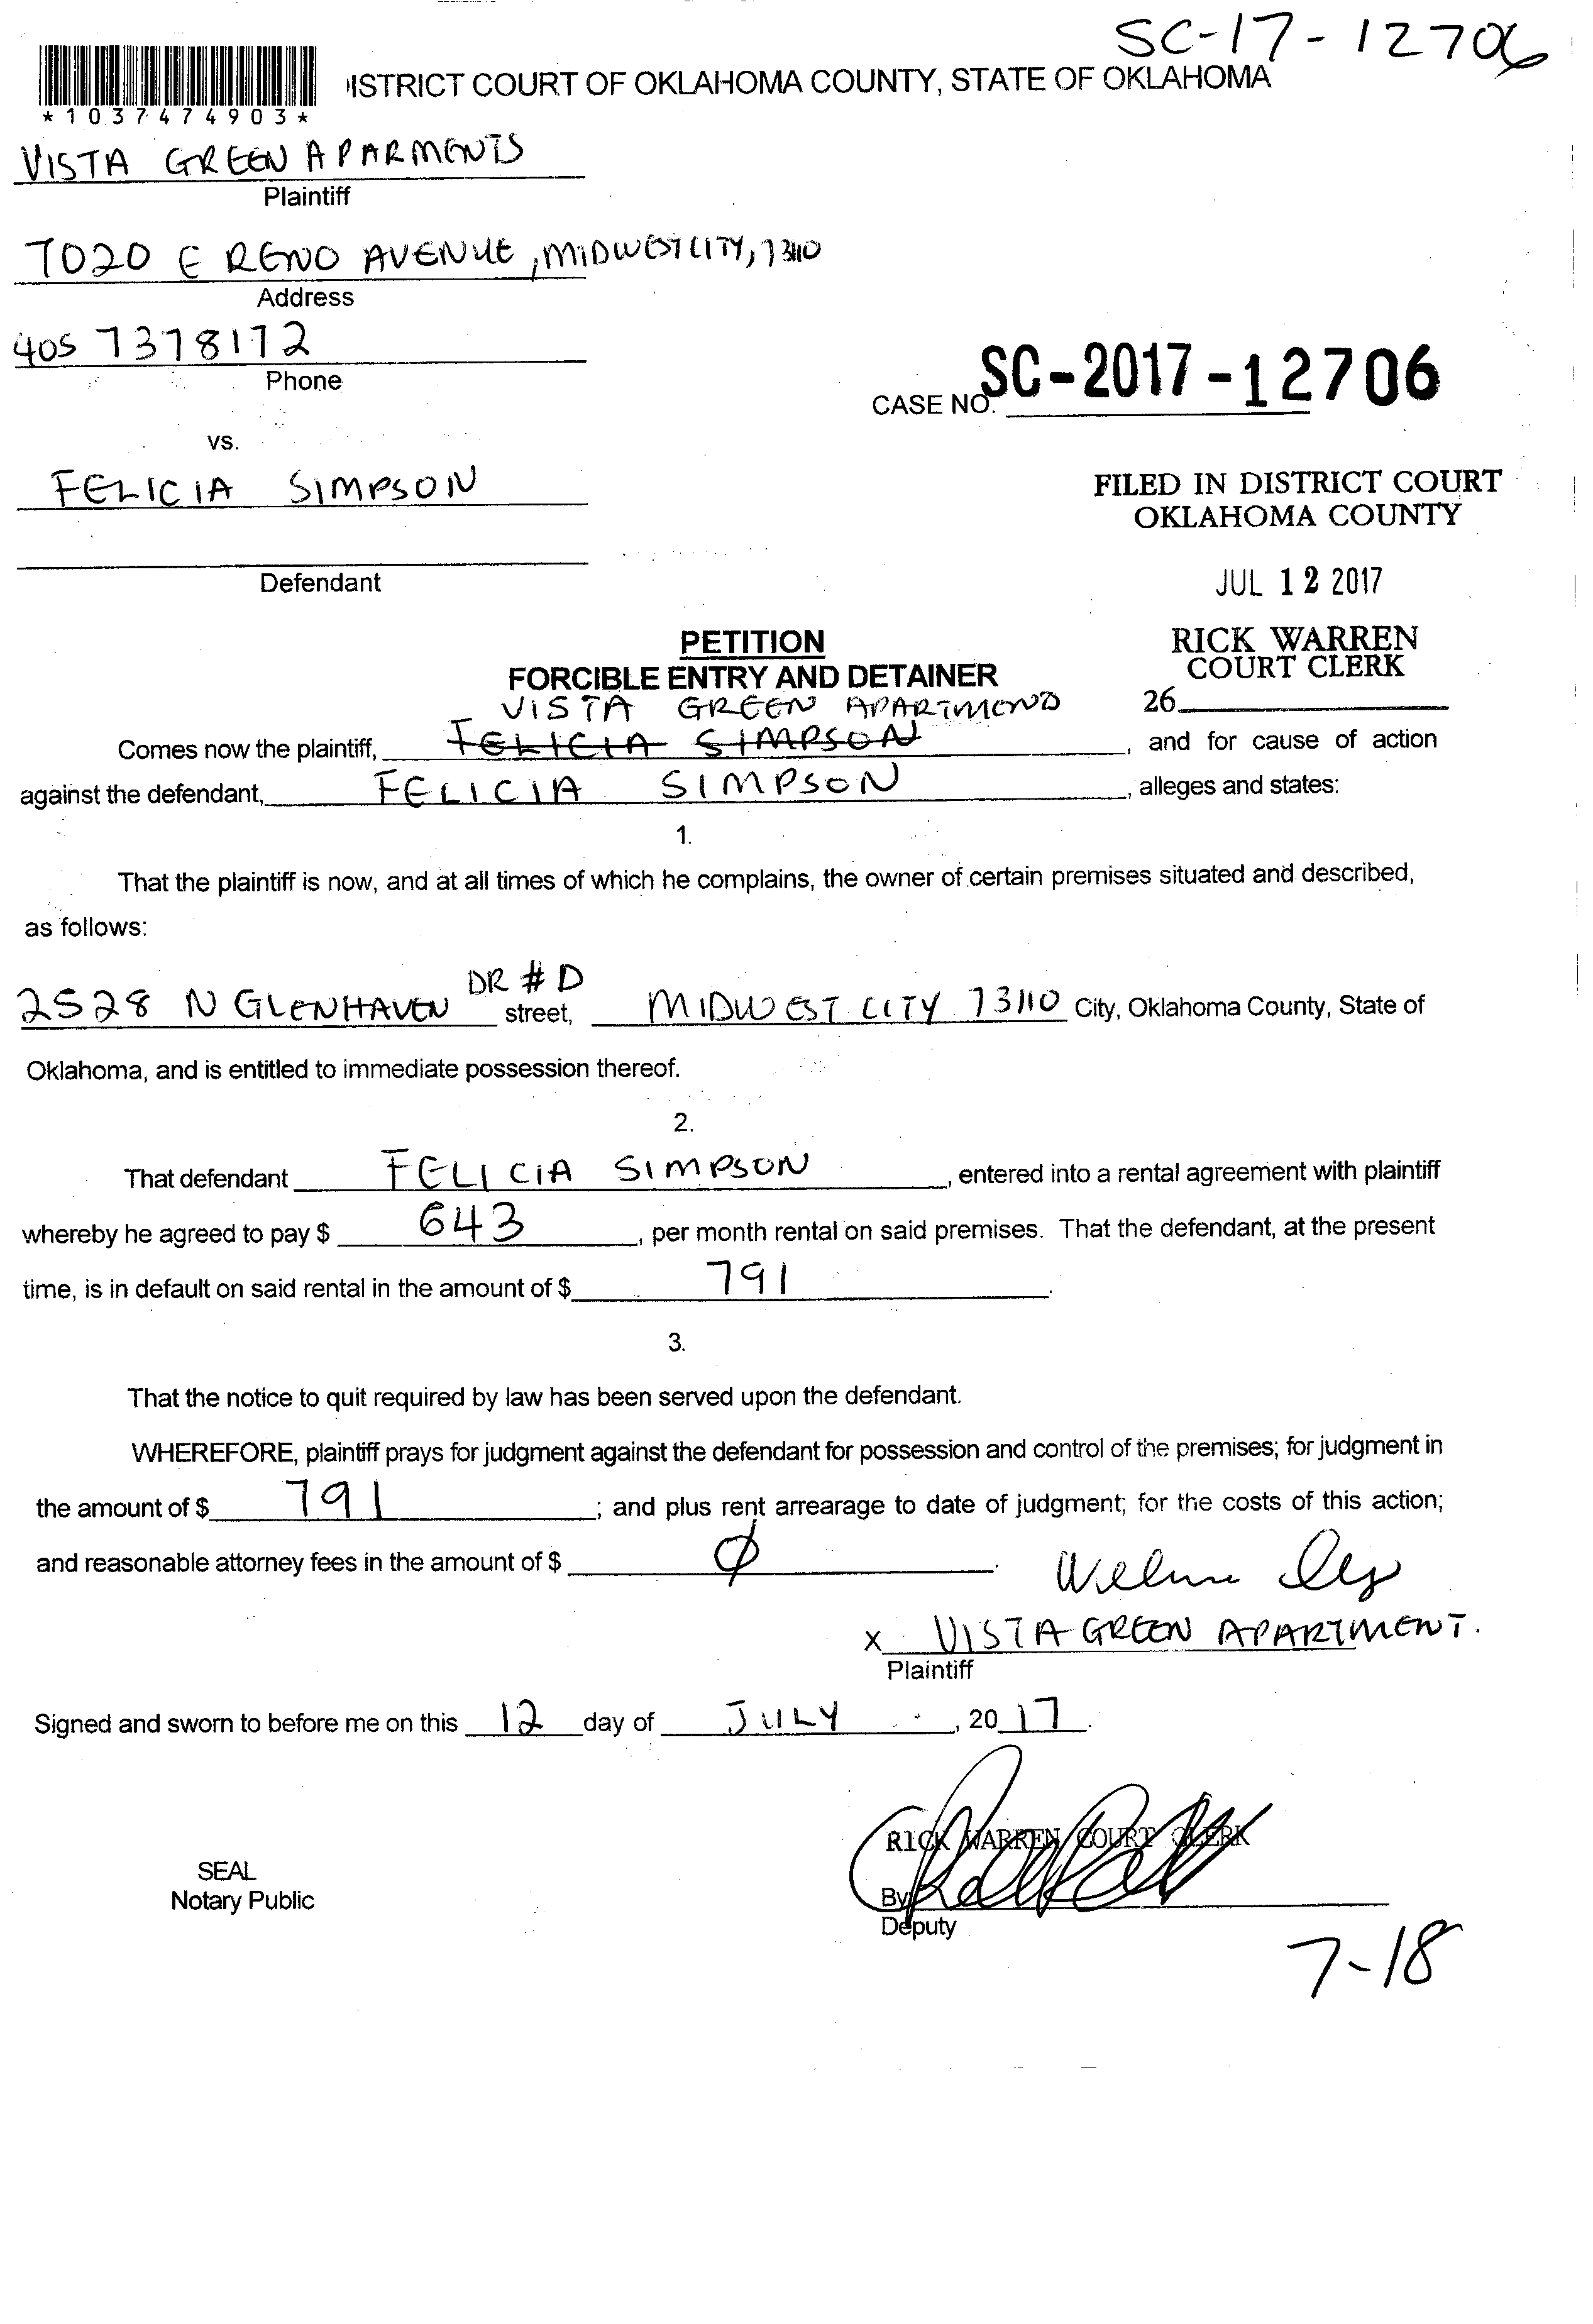 SC-17-12706
ISTRICT COURT OF OKLAHOMA COUNTY, STATE OF OKLAHOMA
*1037474903*
VISTA GREEN APARMENTS
Plaintiff
7020 E RENO AVENUE, MIDWEST CITY, 73110
Address
405 7378172
Phone
CASE NO. SC-2017-12706
vs.
FELICIA SIMPSON
Defendant
FILED IN DISTRICT COURT
OKLAHOMA COUNTY
JUL 12 2017
RICK WARREN
COURT CLERK
26
PETITION
FORCIBLE ENTRY AND DETAINER
VISTA GREEN APARTMENTS
Comes now the plaintiff, FELICIA SIMPSON, and for cause of action
against the defendant, FELICIA SIMPSON, alleges and states:
1.
That the plaintiff is now, and at all times of which he complains, the owner of certain premises situated and described,
as follows:
DR #D
2528 N GLENHAVEN street, MIDWEST CITY 73110 City, Oklahoma County, State of
Oklahoma, and is entitled to immediate possession thereof.
2.
That defendant FELICIA SIMPSON, entered into a rental agreement with plaintiff
whereby he agreed to pay $ 643, per month rental on said premises. That the defendant, at the present
time, is in default on said rental in the amount of $ 791.
3.
That the notice to quit required by law has been served upon the defendant.
WHEREFORE, plaintiff prays for judgment against the defendant for possession and control of the premises; for judgment in
the amount of $ 791; and plus rent arrearage to date of judgment; for the costs of this action;
and reasonable attorney fees in the amount of $ Ø.
x VISTA GREEN APARTMENT.
Plaintiff
Signed and sworn to before me on this 12 day of JULY, 2017.
RICK WARREN COURT CLERK
SEAL
Notary Public
By
Deputy
7-18